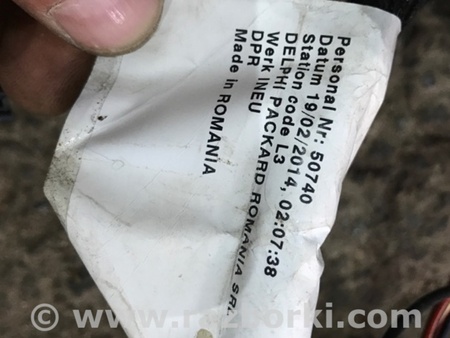 Personal Nr: 50740
Datum 19/02/2014, 02:07:38
Station code L3
DELPHI PACKARD ROMANIA SRL
Werk INEU
DPR
Made in ROMANIA
© www.razborki.com